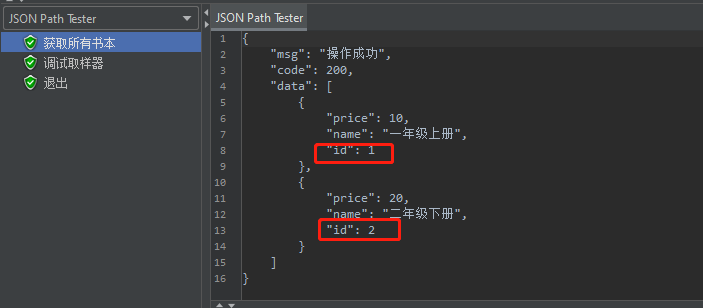 JSON Path Tester
获取所有书本
调试取样器
退出
JSON Path Tester
1 {
2 "msg": "操作成功",
3 "code": 200,
4 "data": [
5 {
6 "price": 10,
7 "name": "一年级上册",
8 "id": 1
9 },
10 {
11 "price": 20,
12 "name": "二年级下册",
13 "id": 2
14 }
15 ]
16 }